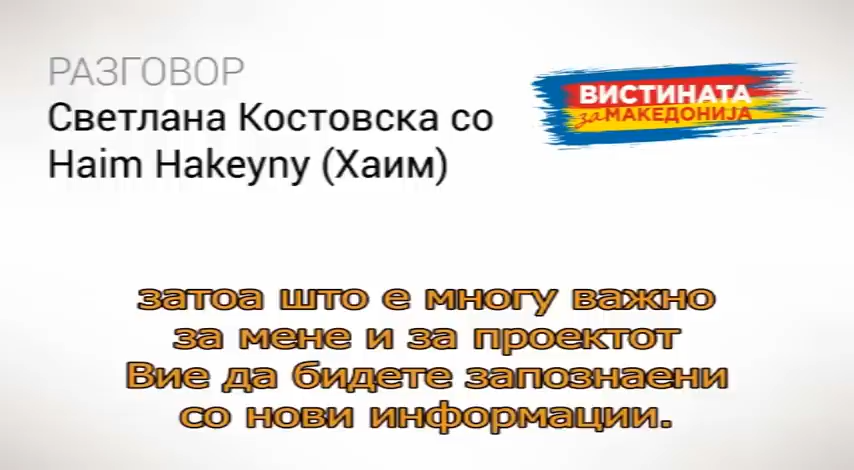 РАЗГОВОР
Светлана Костовска со
Haim Hakeyny (Хаим)
ВИСТИНАТА
за МАКЕДОНИЈА
затоа што е многу важно
за мене и за проектот
Вие да бидете запознаени
со нови информации.